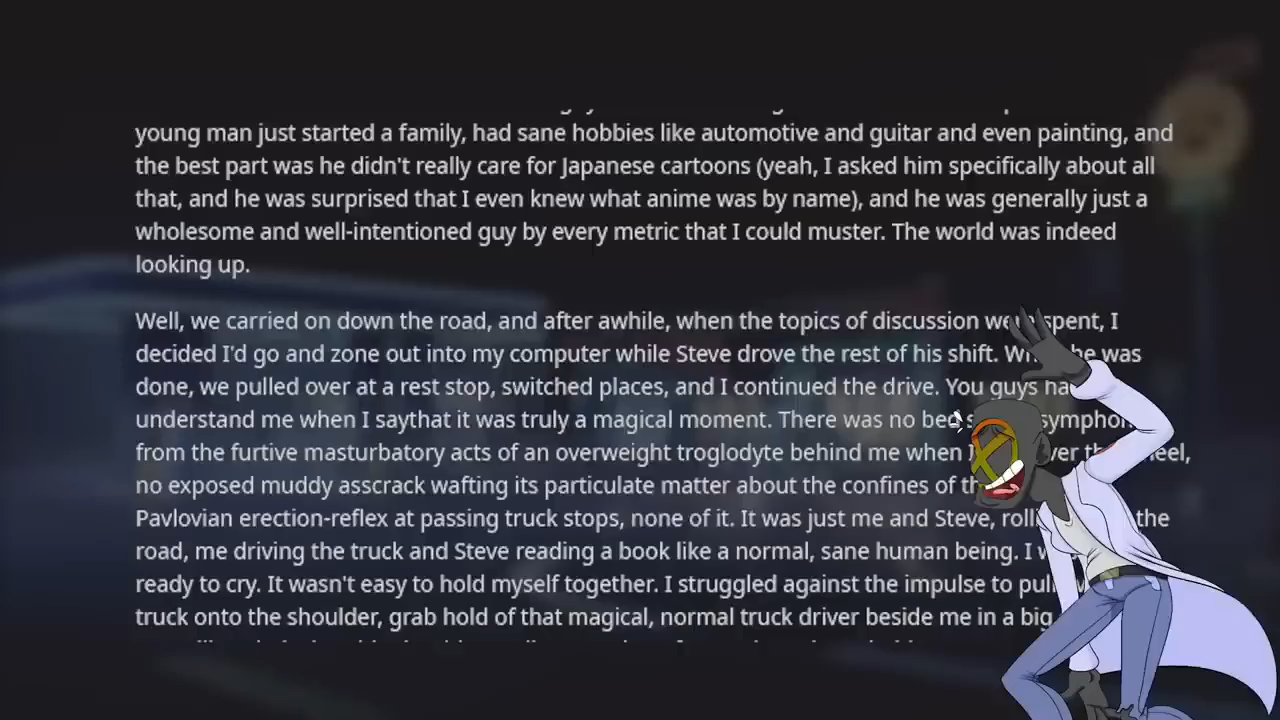 young man just started a family, had sane hobbies like automotive and guitar and even painting, and
the best part was he didn't really care for Japanese cartoons (yeah, I asked him specifically about all
that, and he was surprised that I even knew what anime was by name), and he was generally just a
wholesome and well-intentioned guy by every metric that I could muster. The world was indeed
looking up.
Well, we carried on down the road, and after awhile, when the topics of discussion spent, I
decided I'd go and zone out into my computer while Steve drove the rest of his shift. he was
done, we pulled over at a rest stop, switched places, and I continued the drive. You guys
understand me when I saythat it was truly a magical moment. There was no bed
from the furtive masturbatory acts of an overweight troglodyte behind me when
no exposed muddy asscrack wafting its particulate matter about the confines of
Pavlovian erection-reflex at passing truck stops, none of it. It was just me and Steve, the
road, me driving the truck and Steve reading a book like a normal, sane human being. I
ready to cry. It wasn't easy to hold myself together. I struggled against the impulse to
truck onto the shoulder, grab hold of that magical, normal truck driver beside me in a big